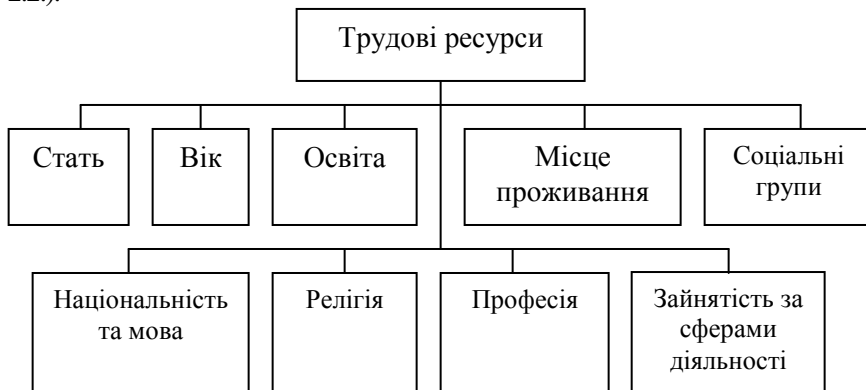 2.2.).
Трудові ресурси
Стать
Вік
Освіта
Місце
проживання
Соціальні
групи
Національність
та мова
Релігія
Професія
Зайнятість за
сферами
діяльності